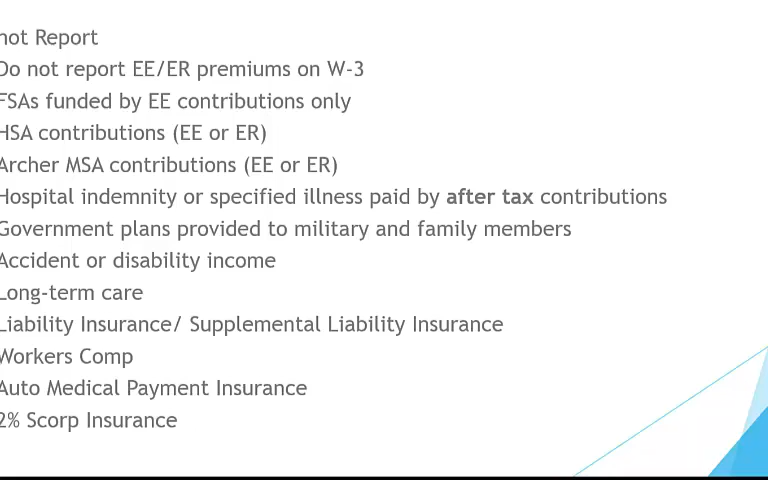 not Report
Do not report EE/ER premiums on W-3
FSAs funded by EE contributions only
HSA contributions (EE or ER)
Archer MSA contributions (EE or ER)
Hospital indemnity or specified illness paid by after tax contributions
Government plans provided to military and family members
Accident or disability income
Long-term care
Liability Insurance/ Supplemental Liability Insurance
Workers Comp
Auto Medical Payment Insurance
2% Scorp Insurance